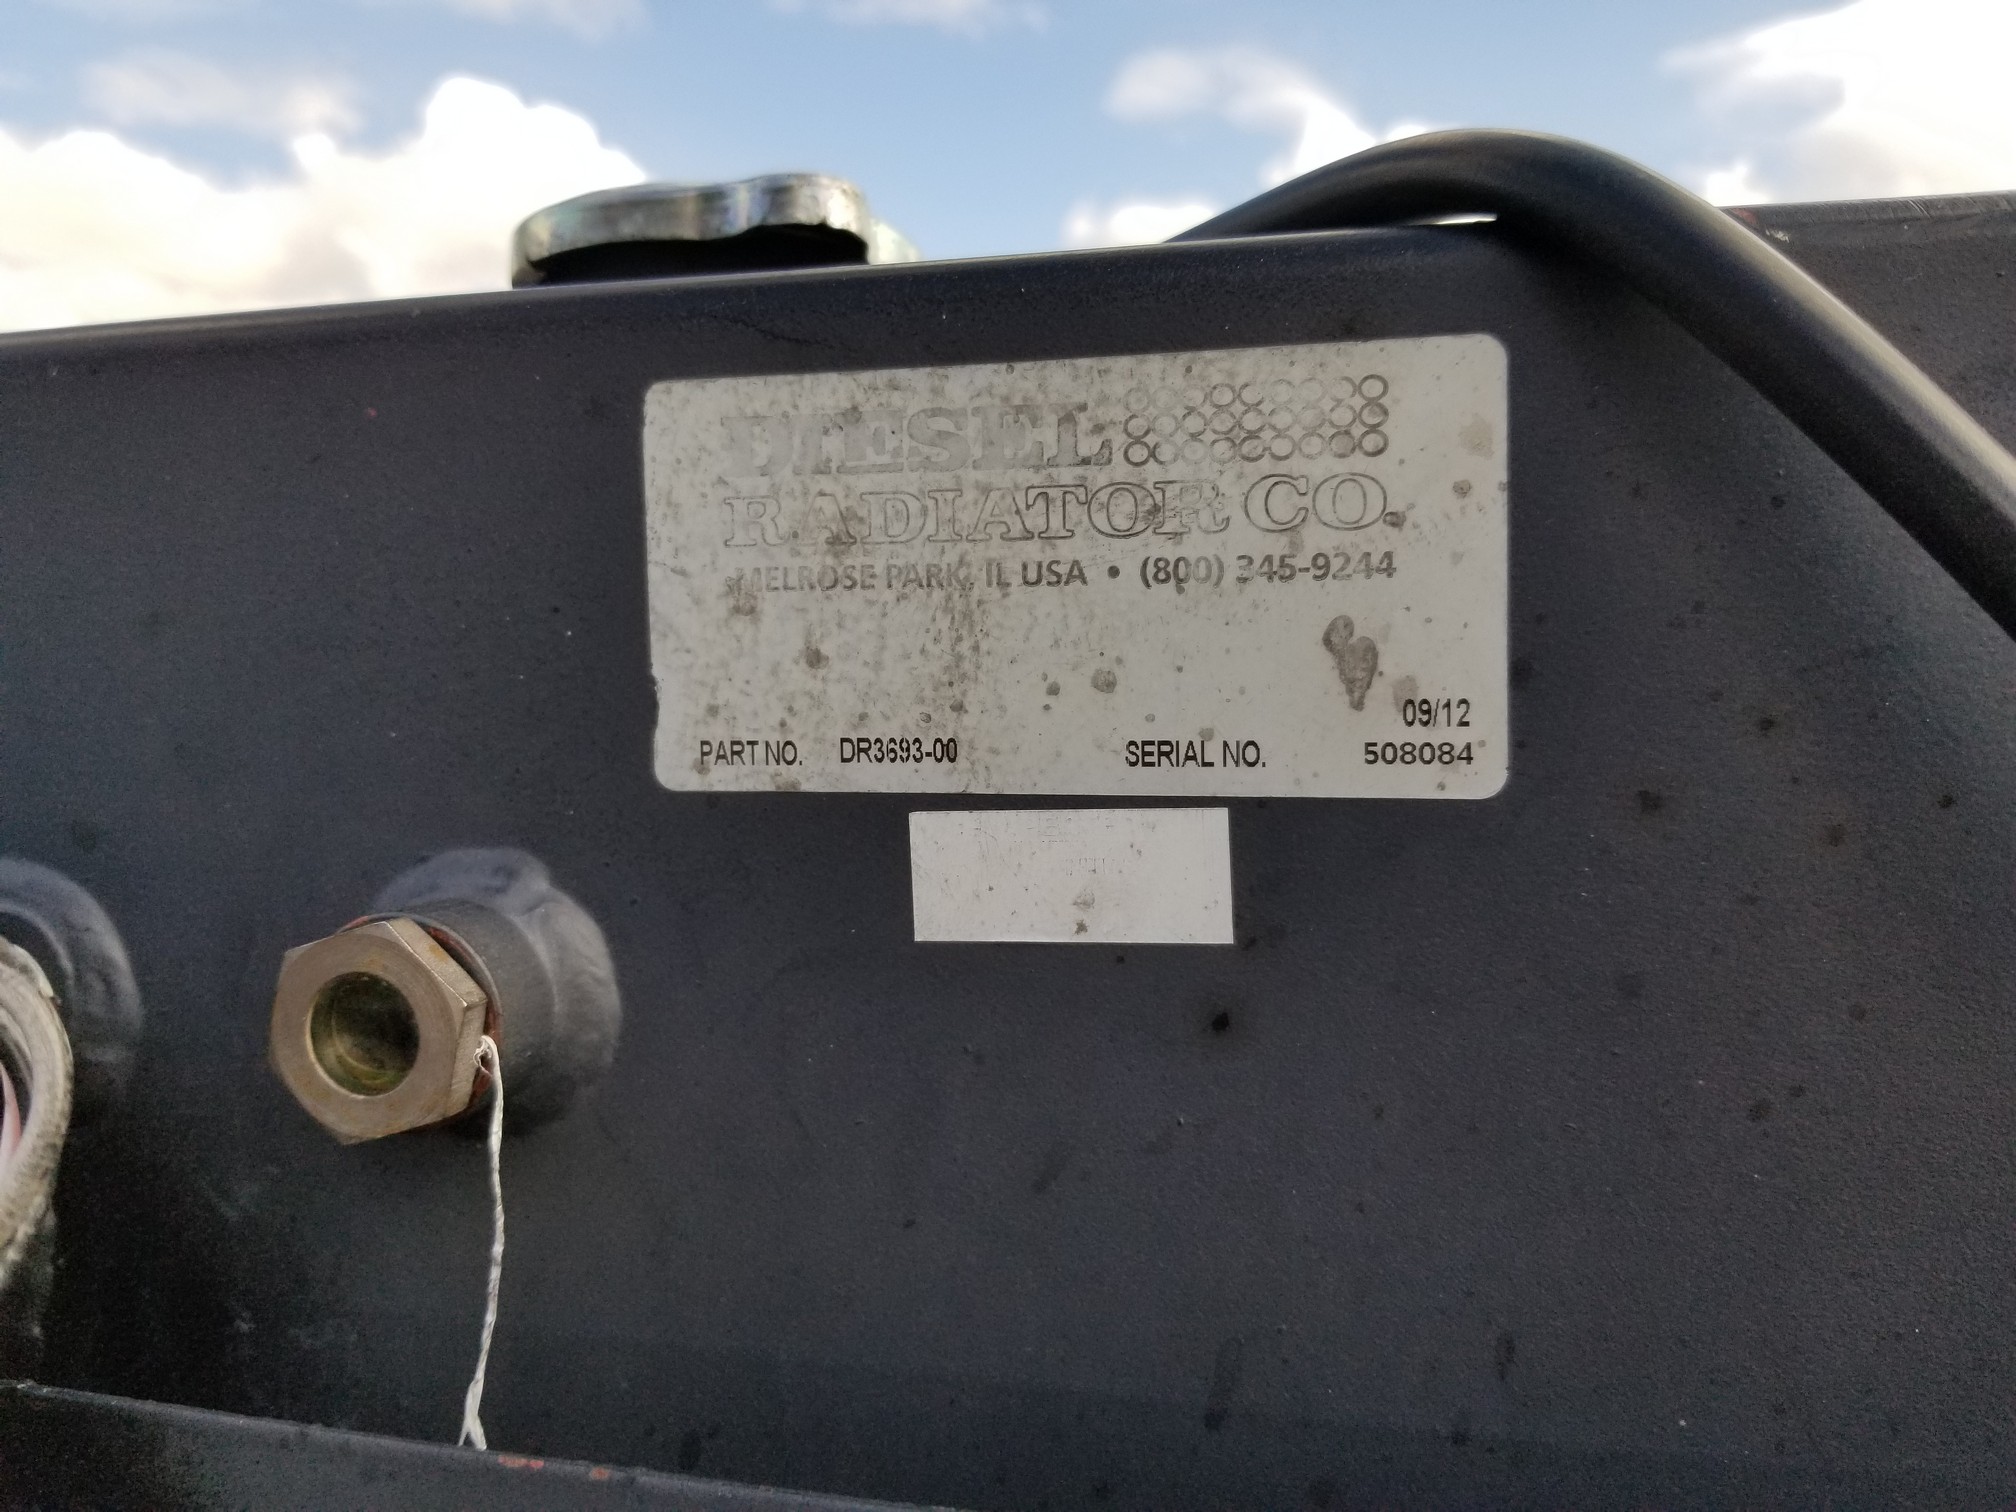 DIESEL
RADIATOR CO.
MELROSE PARK, IL USA • (800) 345-9244
09/12
PART NO. DR3693-00 SERIAL NO. 508084